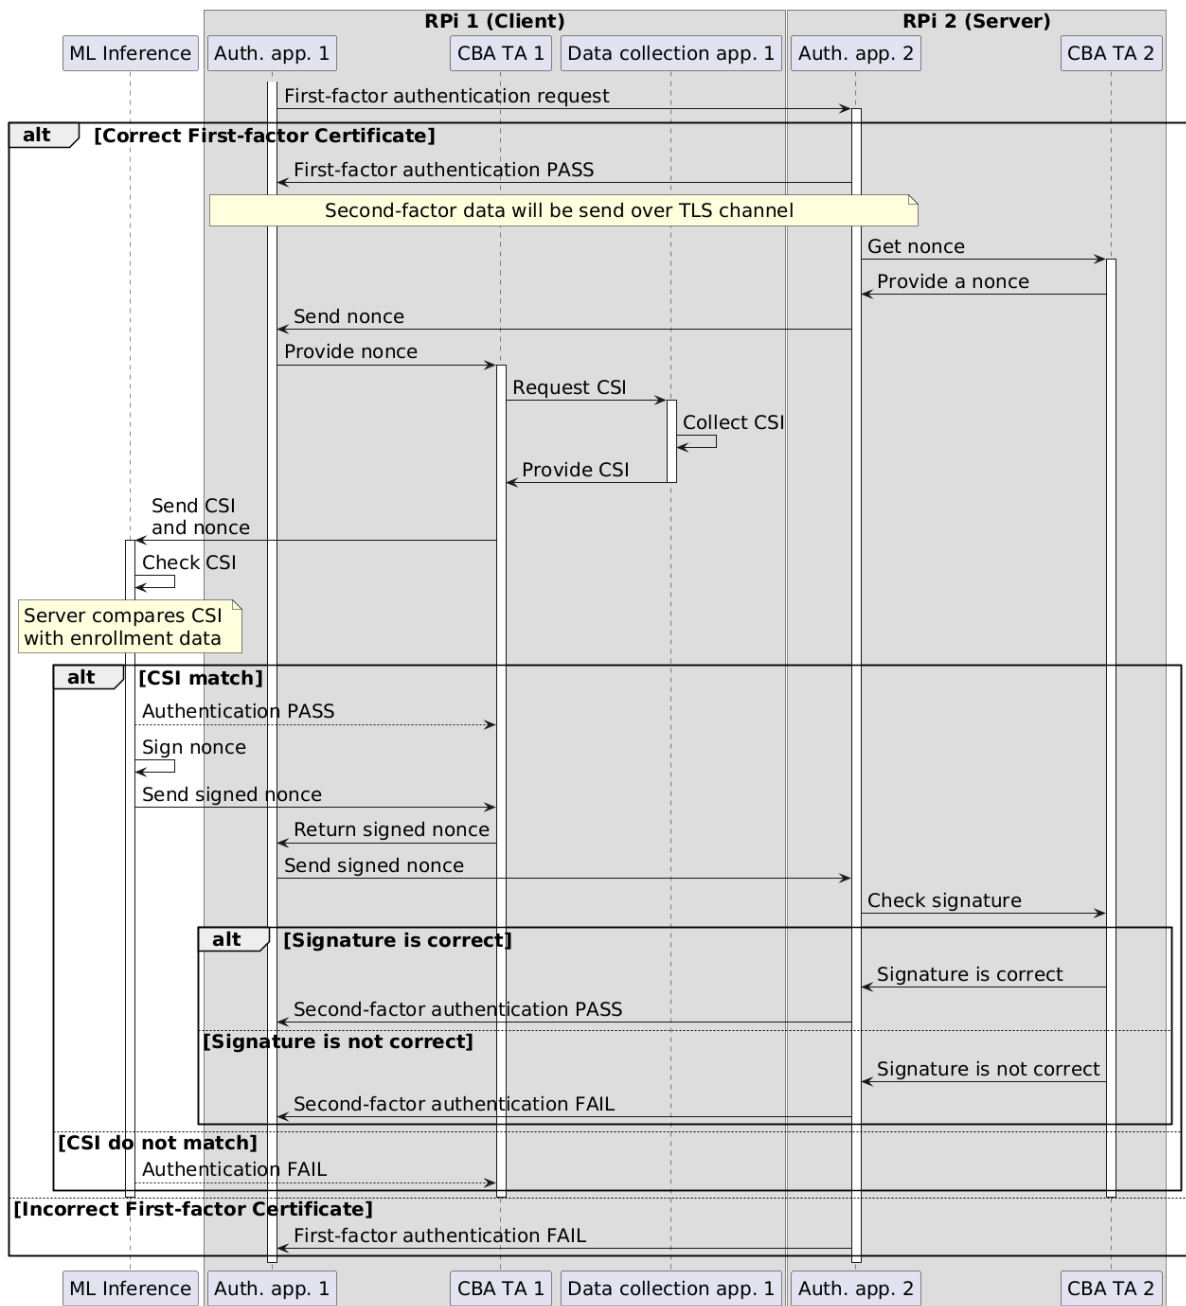 RPi 1 (Client)
RPi 2 (Server)
ML Inference
Auth. app. 1
CBA TA 1
Data collection app. 1
Auth. app. 2
CBA TA 2
First-factor authentication request
alt
[Correct First-factor Certificate]
First-factor authentication PASS
Second-factor data will be send over TLS channel
Get nonce
Provide a nonce
Send nonce
Provide nonce
Request CSI
Collect CSI
Provide CSI
Send CSI
and nonce
Check CSI
Server compares CSI
with enrollment data
alt
[CSI match]
Authentication PASS
Sign nonce
Send signed nonce
Return signed nonce
Send signed nonce
Check signature
alt
[Signature is correct]
Signature is correct
Second-factor authentication PASS
[Signature is not correct]
Signature is not correct
Second-factor authentication FAIL
[CSI do not match]
Authentication FAIL
[Incorrect First-factor Certificate]
First-factor authentication FAIL
ML Inference
Auth. app. 1
CBA TA 1
Data collection app. 1
Auth. app. 2
CBA TA 2